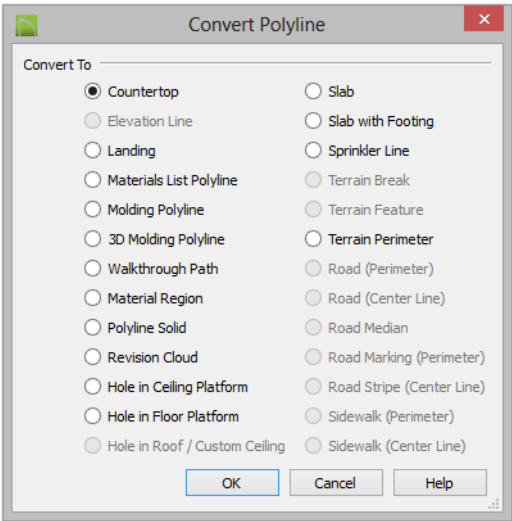 Convert Polyline
Convert To
Countertop
Elevation Line
Landing
Materials List Polyline
Molding Polyline
3D Molding Polyline
Walkthrough Path
Material Region
Polyline Solid
Revision Cloud
Hole in Ceiling Platform
Hole in Floor Platform
Hole in Roof / Custom Ceiling
Slab
Slab with Footing
Sprinkler Line
Terrain Break
Terrain Feature
Terrain Perimeter
Road (Perimeter)
Road (Center Line)
Road Median
Road Marking (Perimeter)
Road Stripe (Center Line)
Sidewalk (Perimeter)
Sidewalk (Center Line)
OK
Cancel
Help